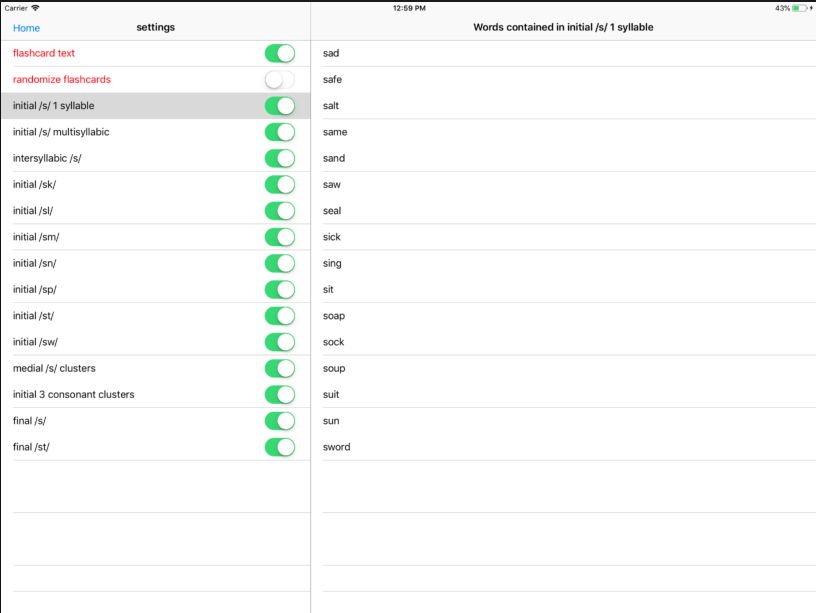 Carrier 12:59 PM 43%
Home settings Words contained in initial /s/ 1 syllable
flashcard text
randomize flashcards
initial /s/ 1 syllable
initial /s/ multisyllabic
intersyllabic /s/
initial /sk/
initial /sl/
initial /sm/
initial /sn/
initial /sp/
initial /st/
initial /sw/
medial /s/ clusters
initial 3 consonant clusters
final /s/
final /st/
sad
safe
salt
same
sand
saw
seal
sick
sing
sit
soap
sock
soup
suit
sun
sword